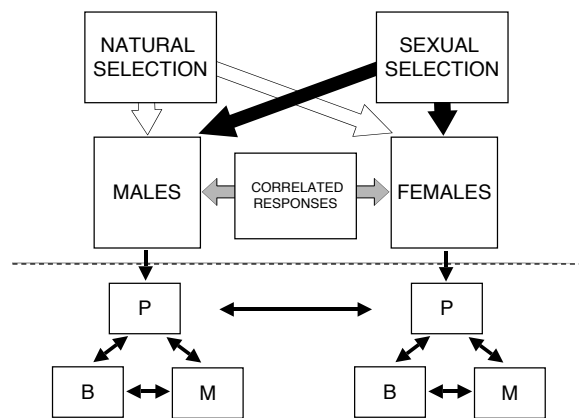 NATURAL
SELECTION
SEXUAL
SELECTION
MALES
CORRELATED
RESPONSES
FEMALES
P
P
B
M
B
M